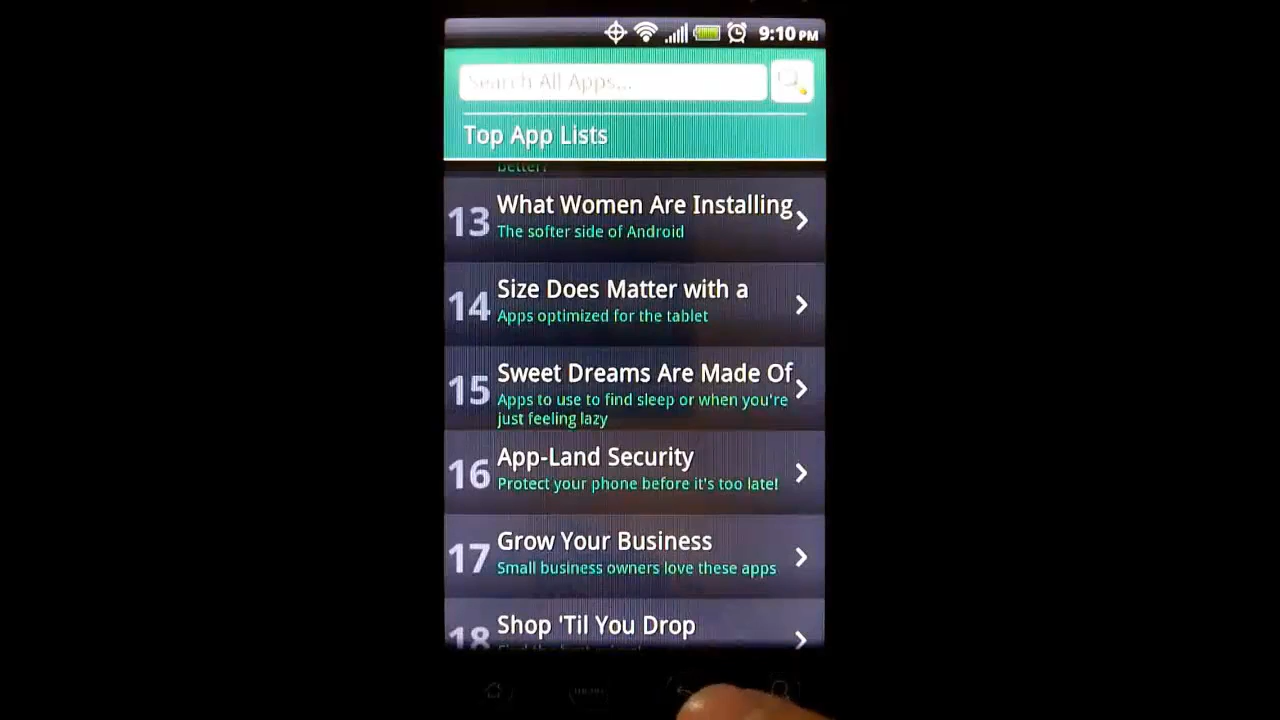 9:10 PM
Search All Apps...
Top App Lists
better?
13
What Women Are Installing
The softer side of Android
14
Size Does Matter with a
Apps optimized for the tablet
15
Sweet Dreams Are Made Of
Apps to use to find sleep or when you're
just feeling lazy
16
App-Land Security
Protect your phone before it's too late!
17
Grow Your Business
Small business owners love these apps
18
Shop 'Til You Drop
MENU